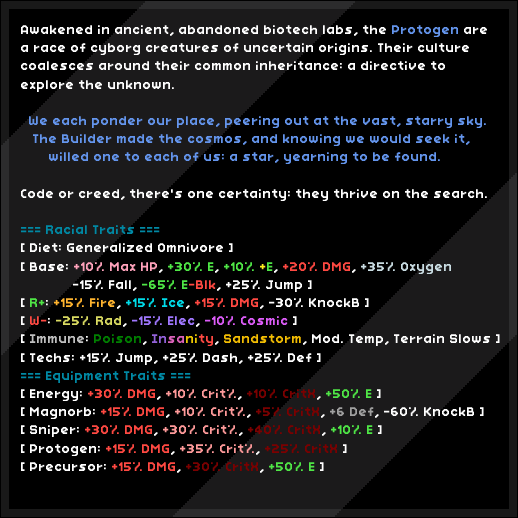 Awakened in ancient, abandoned biotech labs, the Protogen are
a race of cyborg creatures of uncertain origins. Their culture
coalesces around their common inheritance: a directive to
explore the unknown.
We each ponder our place, peering out at the vast, starry sky.
The Builder made the cosmos, and knowing we would seek it,
willed one to each of us: a star, yearning to be found.
Code or creed, there's one certainty: they thrive on the search.
=== Racial Traits ===
[ Diet: Generalized Omnivore ]
[ Base: +10% Max HP, +30% E, +10% +E, +20% DMG, +35% Oxygen
-15% Fall, -65% E-Blk, +25% Jump ]
[ R+: +15% Fire, +15% Ice, +15% DMG, -30% KnockB ]
[ W-: -25% Rad, -15% Elec, -10% Cosmic ]
[ Immune: Poison, Insanity, Sandstorm, Mod. Temp, Terrain Slows ]
[ Techs: +15% Jump, +25% Dash, +25% Def ]
=== Equipment Traits ===
[ Energy: +30% DMG, +10% Crit%, +10% CritX, +50% E ]
[ Magnorb: +15% DMG, +10% Crit%, +5% CritX, +6 Def, -60% KnockB ]
[ Sniper: +30% DMG, +30% Crit%, +40% CritX, +10% E ]
[ Protogen: +15% DMG, +35% Crit%, +25% CritX ]
[ Precursor: +15% DMG, +30% CritX, +50% E ]